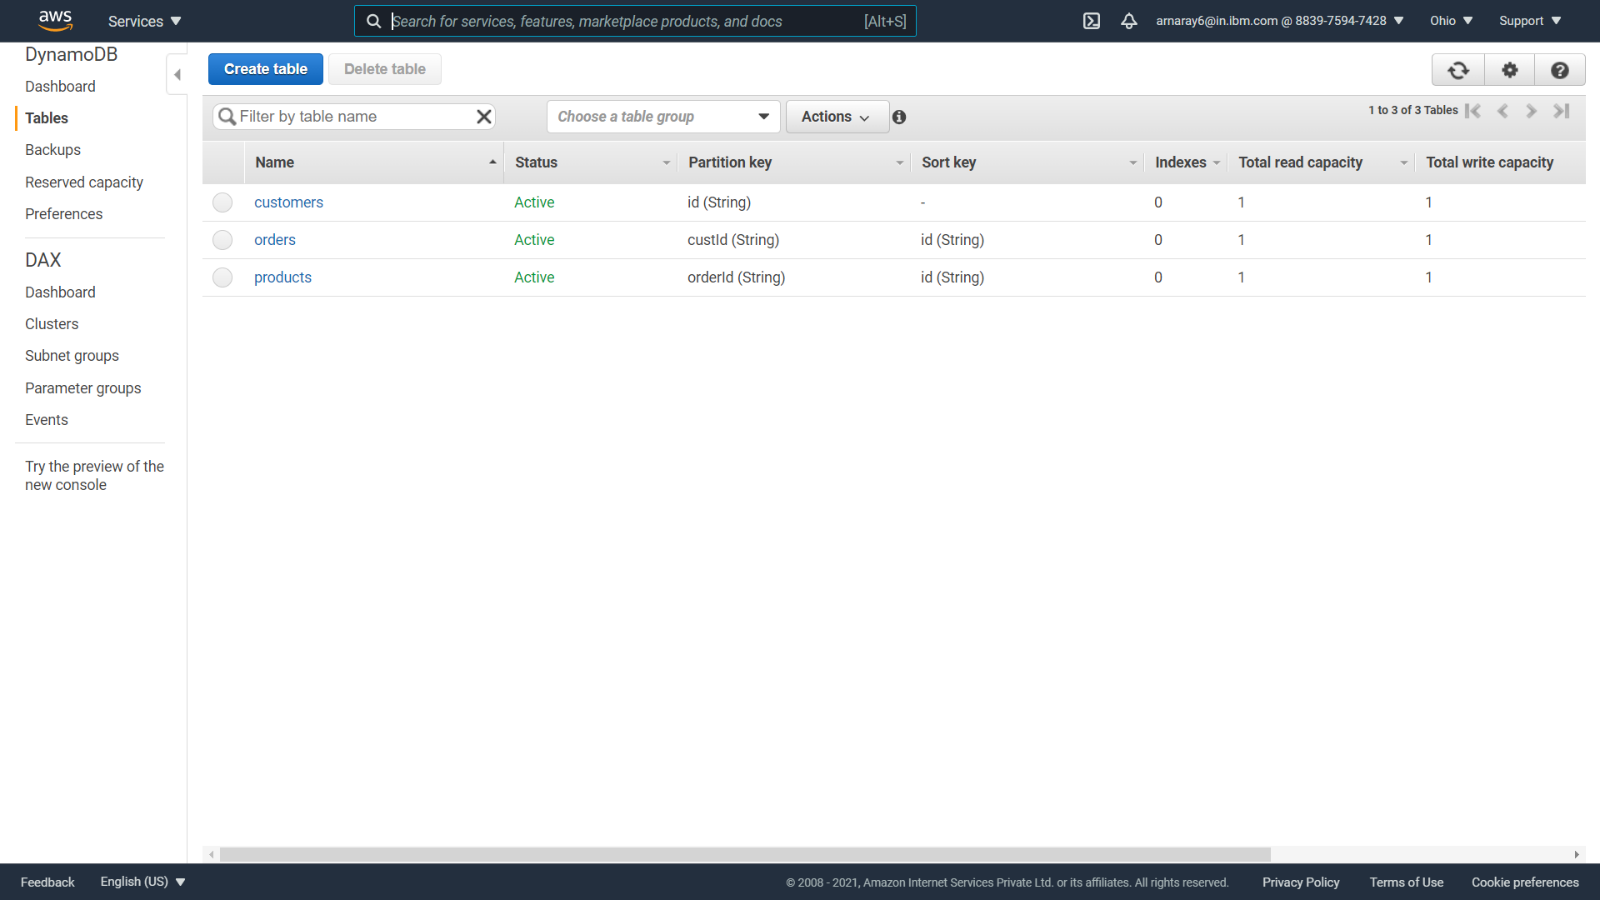 aws Services Search for services, features, marketplace products, and docs [Alt+S] arnaray6@in.ibm.com @ 8839-7594-7428 Ohio Support
DynamoDB
Dashboard
Tables
Backups
Reserved capacity
Preferences
DAX
Dashboard
Clusters
Subnet groups
Parameter groups
Events
Try the preview of the
new console
Create table Delete table
Filter by table name Choose a table group Actions 1 to 3 of 3 Tables
Name Status Partition key Sort key Indexes Total read capacity Total write capacity
customers Active id (String) - 0 1 1
orders Active custId (String) id (String) 0 1 1
products Active orderId (String) id (String) 0 1 1
Feedback English (US) © 2008 - 2021, Amazon Internet Services Private Ltd. or its affiliates. All rights reserved. Privacy Policy Terms of Use Cookie preferences